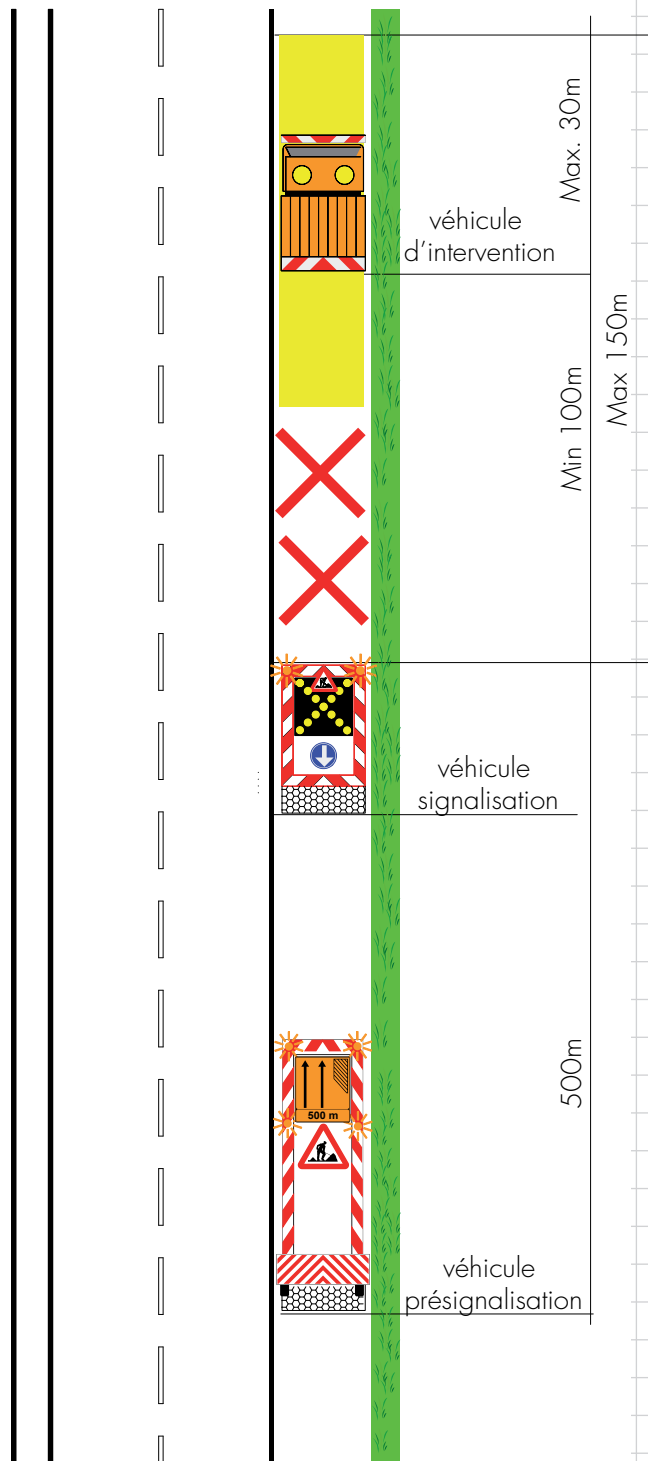 Max. 30m
véhicule
d'intervention
Max 150m
Min 100m
véhicule
signalisation
500m
500 m
véhicule
présignalisation